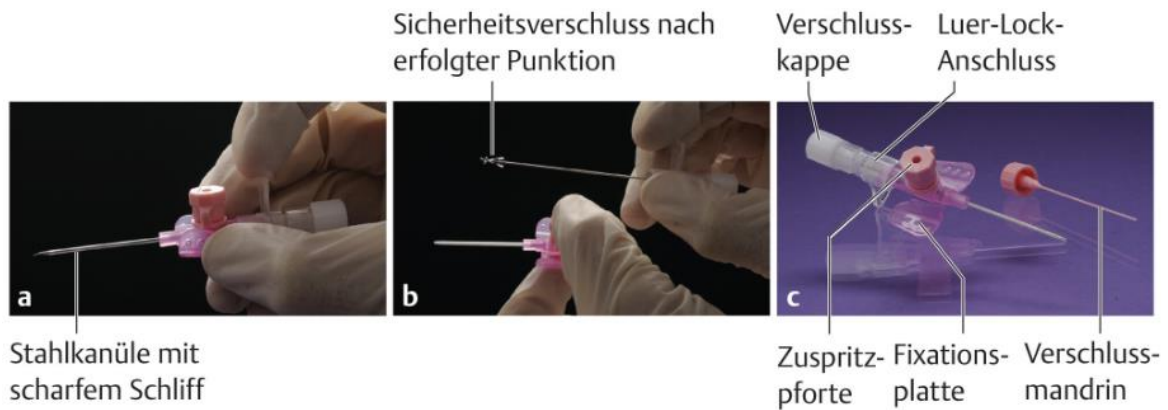 Sicherheitsverschluss nach
erfolgter Punktion
Verschluss-
kappe
Luer-Lock-
Anschluss
a
b
c
Stahlkanüle mit
scharfem Schliff
Zuspritz-
pforte
Fixations-
platte
Verschluss-
mandrin